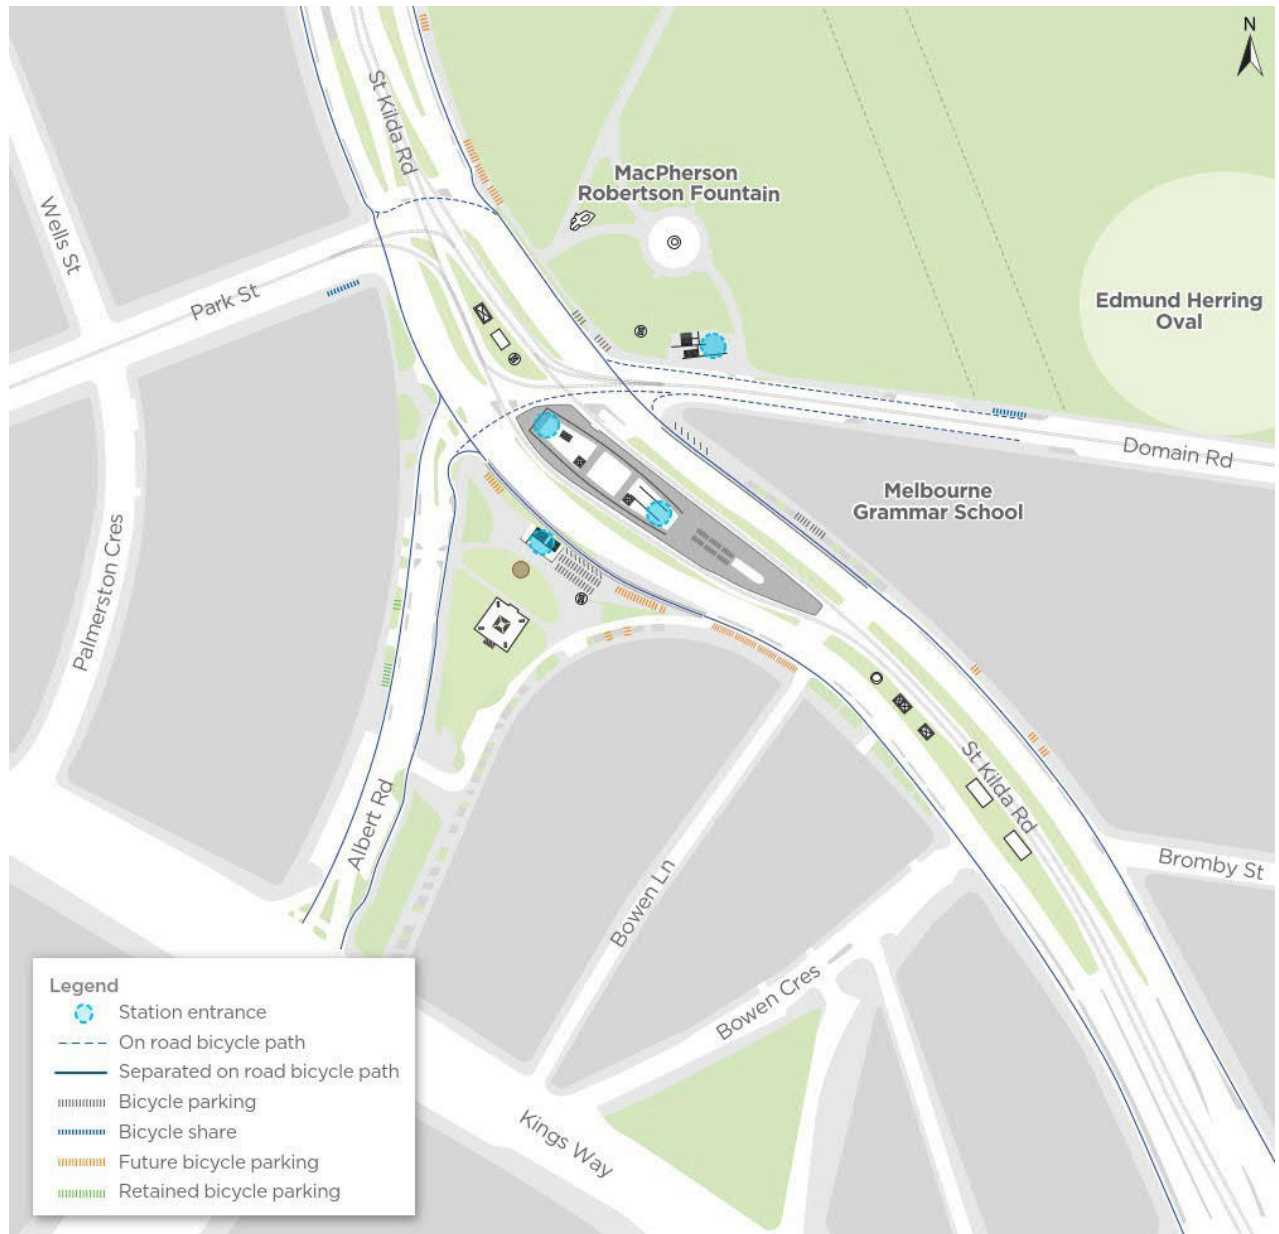 N
St Kilda Rd
MacPherson
Robertson Fountain
Wells St
Park St
Edmund Herring
Oval
Domain Rd
Melbourne
Grammar School
Palmerston Cres
St Kilda Rd
Albert Rd
Bromby St
Bowen Ln
Bowen Cres
Kings Way
Legend
Station entrance
On road bicycle path
Separated on road bicycle path
Bicycle parking
Bicycle share
Future bicycle parking
Retained bicycle parking